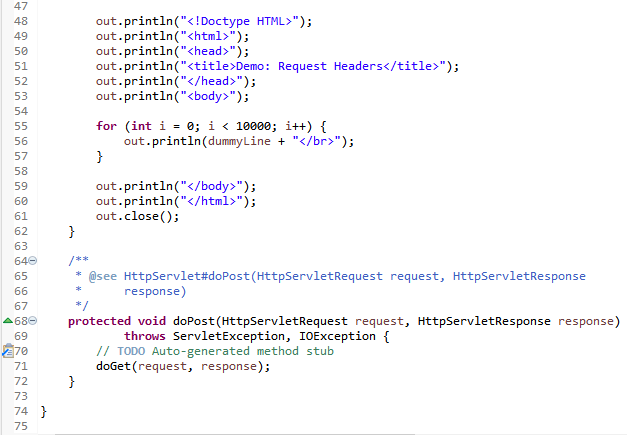 47
48 out.println("<!Doctype HTML>");
49 out.println("<html>");
50 out.println("<head>");
51 out.println("<title>Demo: Request Headers</title>");
52 out.println("</head>");
53 out.println("<body>");
54
55 for (int i = 0; i < 10000; i++) {
56 out.println(dummyLine + "</br>");
57 }
58
59 out.println("</body>");
60 out.println("</html>");
61 out.close();
62 }
63
64 /**
65 * @see HttpServlet#doPost(HttpServletRequest request, HttpServletResponse
66 * response)
67 */
68 protected void doPost(HttpServletRequest request, HttpServletResponse response)
69 throws ServletException, IOException {
70 // TODO Auto-generated method stub
71 doGet(request, response);
72 }
73
74 }
75